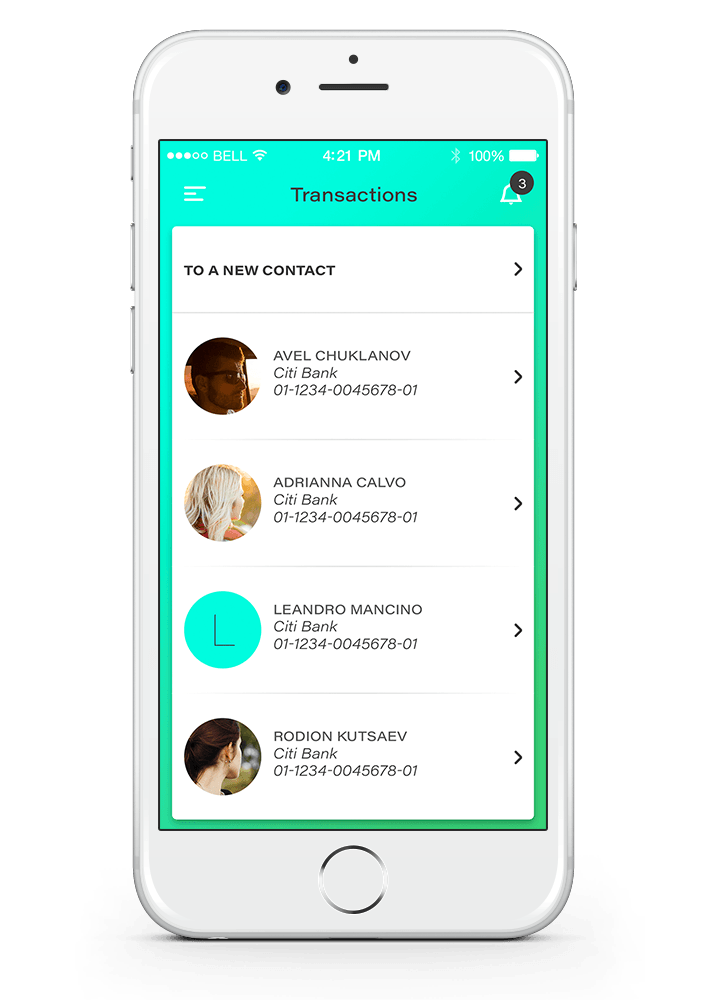 BELL 4:21 PM 100%
Transactions 3
TO A NEW CONTACT
AVEL CHUKLANOV
Citi Bank
01-1234-0045678-01
ADRIANNA CALVO
Citi Bank
01-1234-0045678-01
L
LEANDRO MANCINO
Citi Bank
01-1234-0045678-01
RODION KUTSAEV
Citi Bank
01-1234-0045678-01